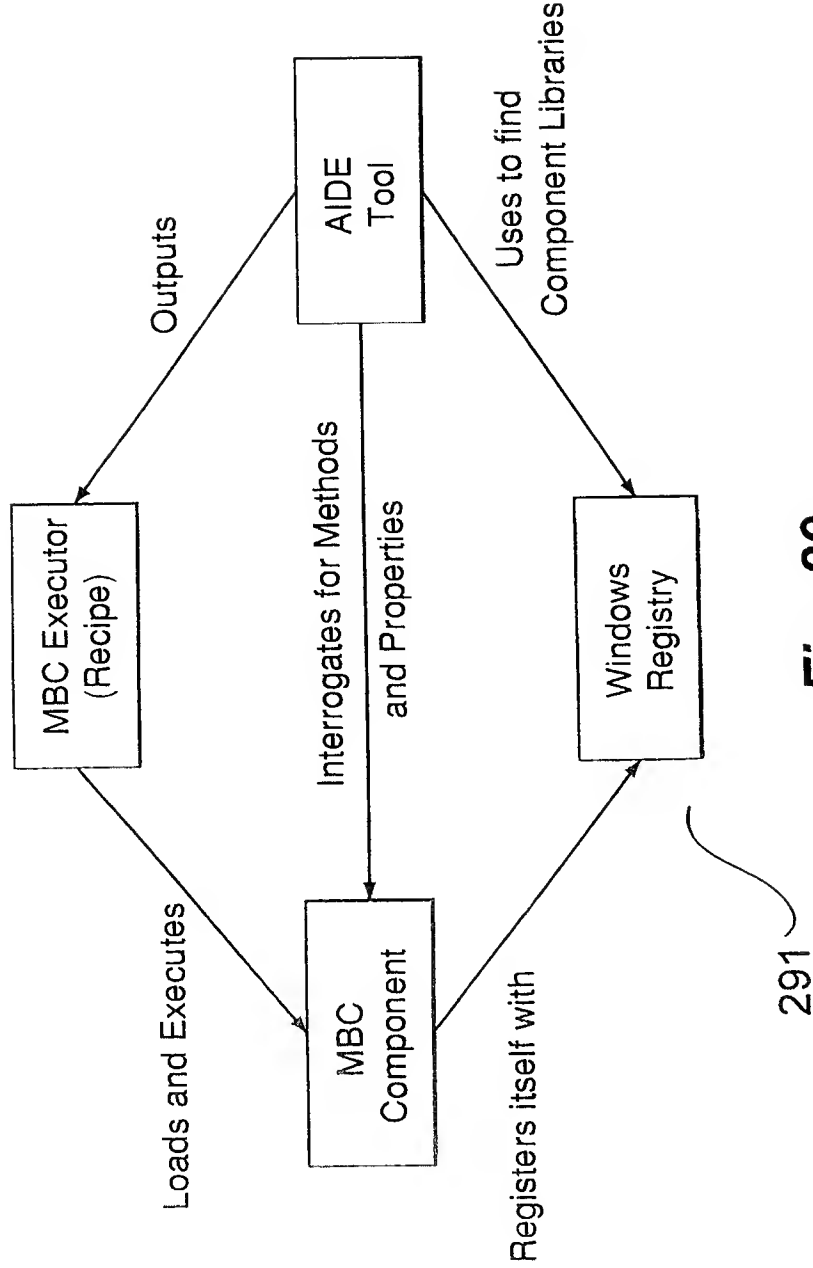 Outputs
AIDE
Tool
Uses to find
Component Libraries
MBC Executor
(Recipe)
Interrogates for Methods
and Properties
Windows
Registry
Loads and Executes
MBC
Component
Registers itself with
291